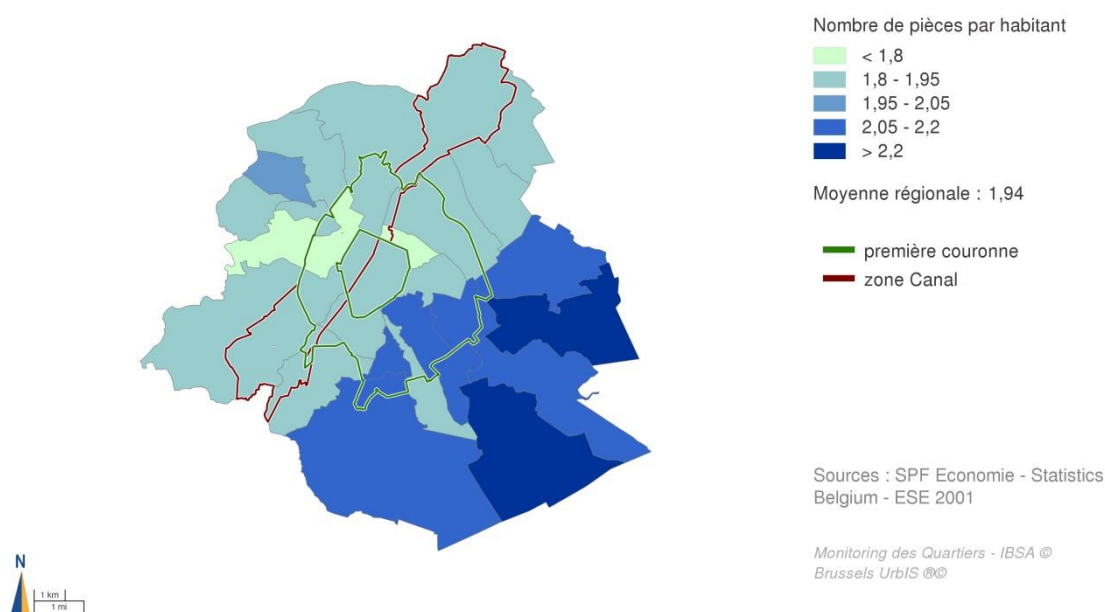 Nombre de pièces par habitant
< 1,8
1,8 - 1,95
1,95 - 2,05
2,05 - 2,2
> 2,2
Moyenne régionale : 1,94
première couronne
zone Canal
Sources : SPF Economie - Statistics
Belgium - ESE 2001
Monitoring des Quartiers - IBSA ©
Brussels UrbIS ®©
N
1 km
1 mi